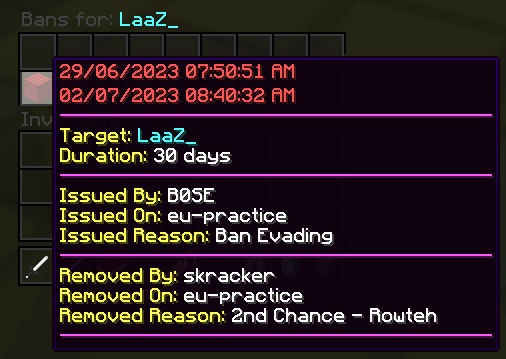 Bans for: LaaZ_
29/06/2023 07:50:51 AM
02/07/2023 08:40:32 AM
Target: LaaZ_
Duration: 30 days
Inv
Issued By: B0SE
Issued On: eu-practice
Issued Reason: Ban Evading
Removed By: skracker
Removed On: eu-practice
Removed Reason: 2nd Chance - Rowteh